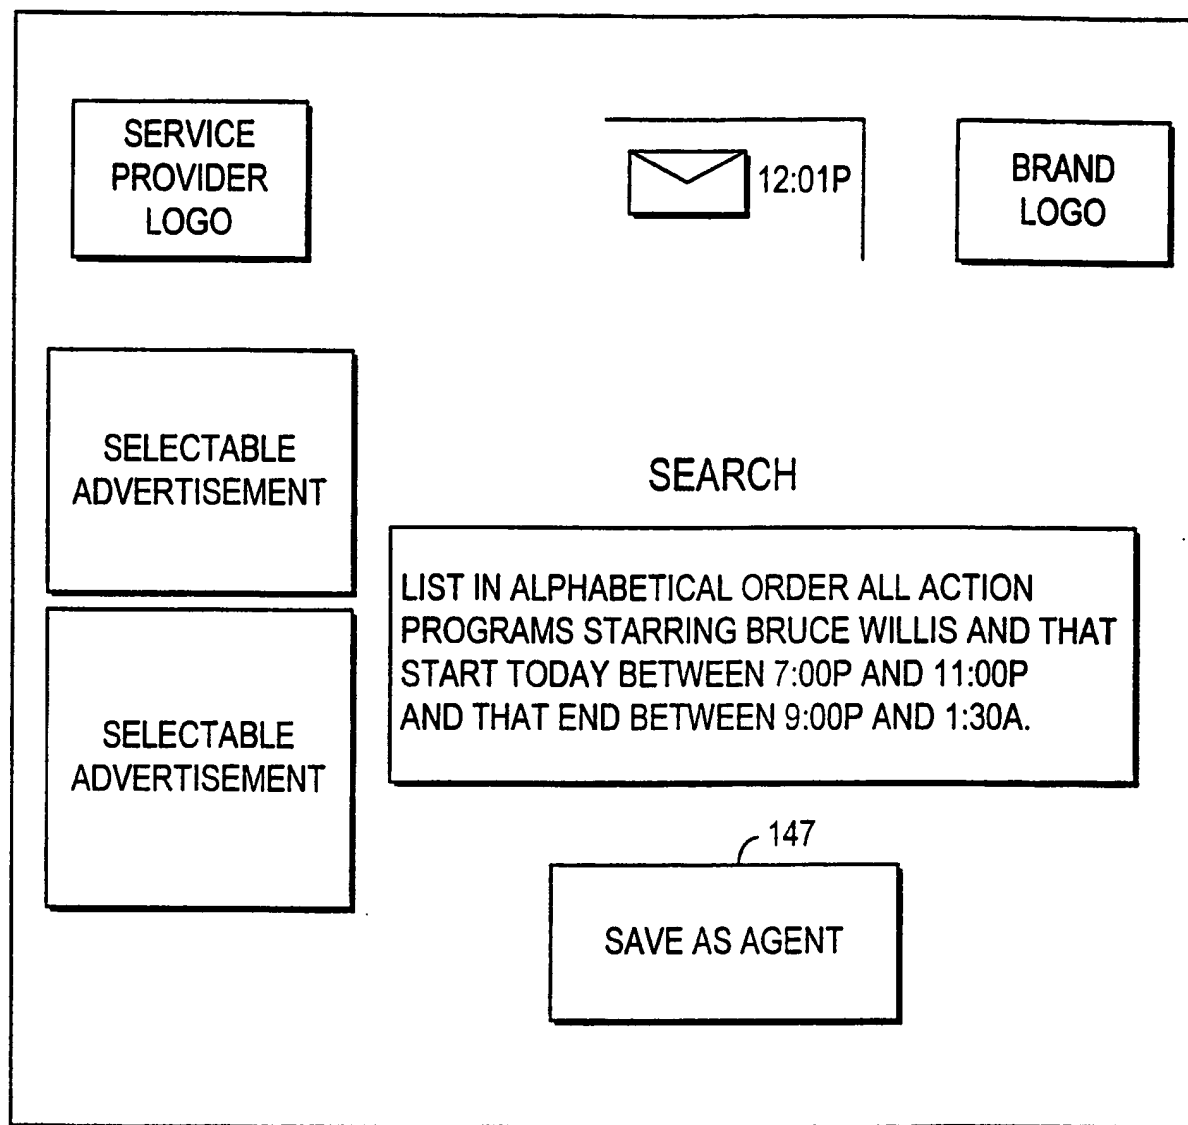 SERVICE
PROVIDER
LOGO
12:01P
BRAND
LOGO
SELECTABLE
ADVERTISEMENT
SEARCH
LIST IN ALPHABETICAL ORDER ALL ACTION
PROGRAMS STARRING BRUCE WILLIS AND THAT
START TODAY BETWEEN 7:00P AND 11:00P
AND THAT END BETWEEN 9:00P AND 1:30A.
SELECTABLE
ADVERTISEMENT
147
SAVE AS AGENT